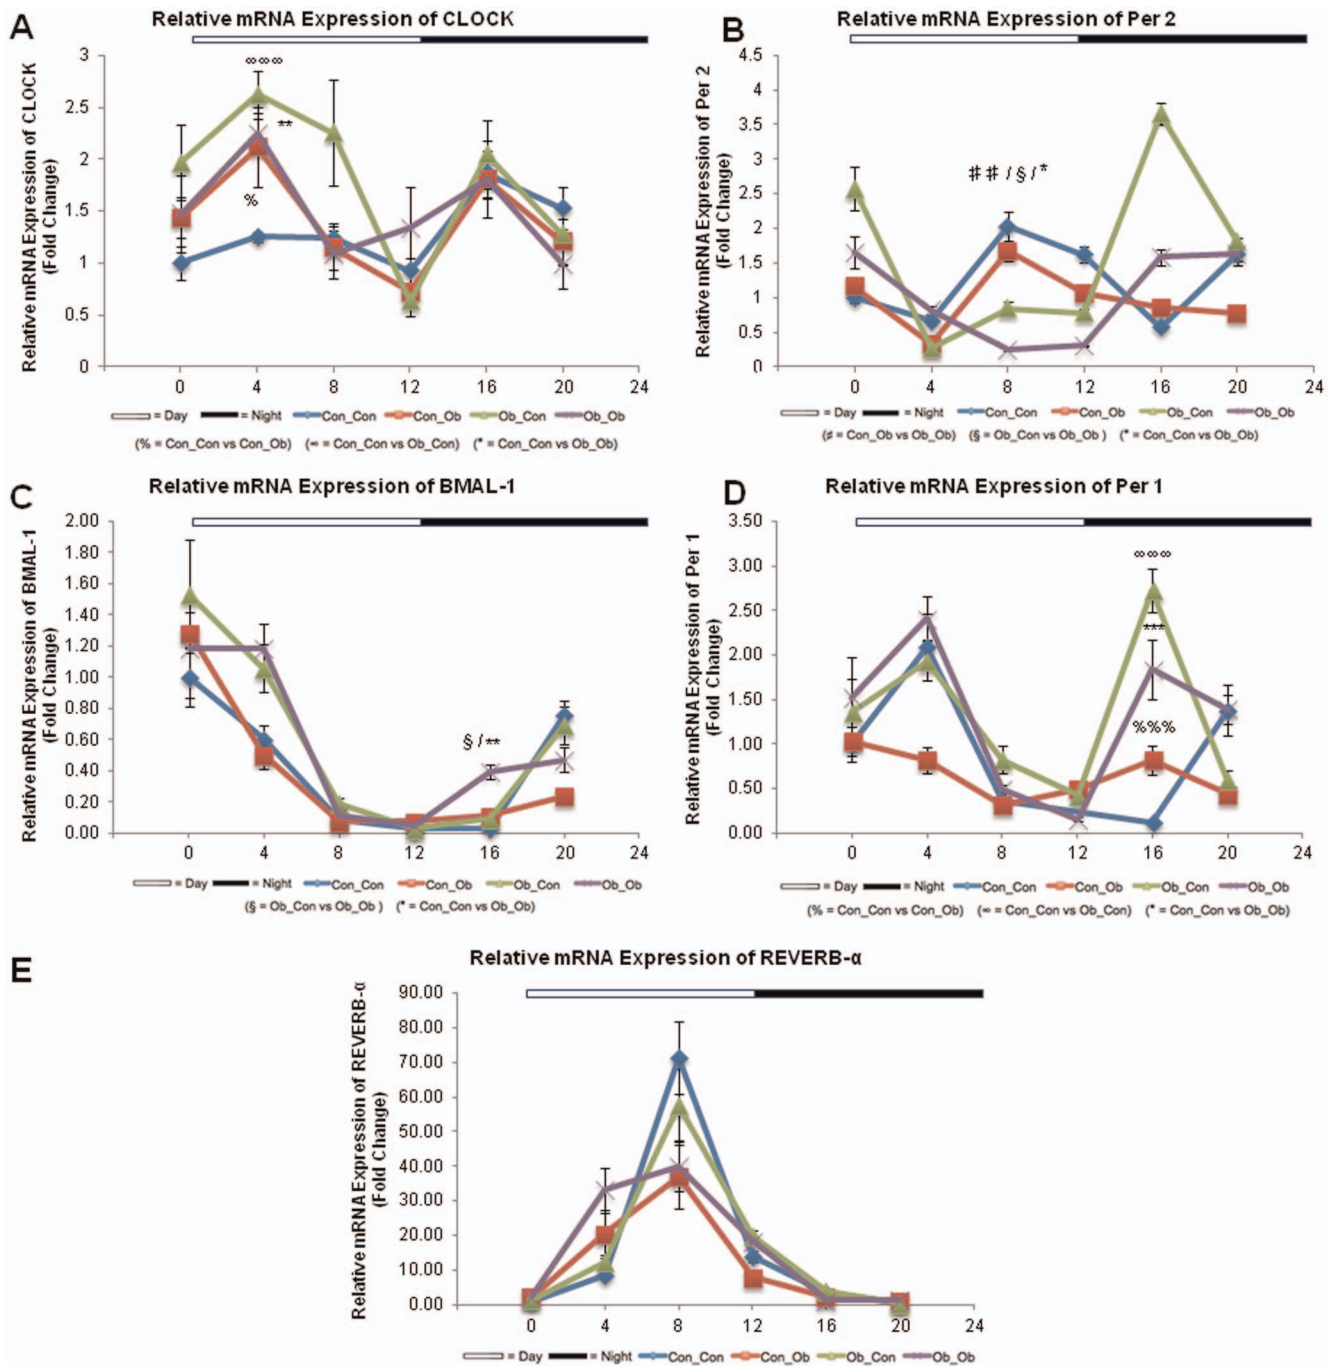 A
Relative mRNA Expression of CLOCK
Relative mRNA Expression of CLOCK
(Fold Change)
3
2.5
2
1.5
1
0.5
0
∞∞∞
**
%
0 4 8 12 16 20 24
= Day = Night Con_Con Con_Ob Ob_Con Ob_Ob
(% = Con_Con vs Con_Ob) (∞ = Con_Con vs Ob_Con) (* = Con_Con vs Ob_Ob)
B
Relative mRNA Expression of Per 2
Relative mRNA Expression of Per 2
(Fold Change)
4.5
4
3.5
3
2.5
2
1.5
1
0.5
0
## / § / *
0 4 8 12 16 20 24
= Day = Night Con_Con Con_Ob Ob_Con Ob_Ob
(♯ = Con_Ob vs Ob_Ob) (§ = Ob_Con vs Ob_Ob ) (* = Con_Con vs Ob_Ob)
C
Relative mRNA Expression of BMAL-1
Relative mRNA Expression of BMAL-1
(Fold Change)
2.00
1.80
1.60
1.40
1.20
1.00
0.80
0.60
0.40
0.20
0.00
§ / **
0 4 8 12 16 20 24
= Day = Night Con_Con Con_Ob Ob_Con Ob_Ob
(§ = Ob_Con vs Ob_Ob ) (* = Con_Con vs Ob_Ob)
D
Relative mRNA Expression of Per 1
Relative mRNA Expression of Per 1
(Fold Change)
3.50
3.00
2.50
2.00
1.50
1.00
0.50
0.00
∞∞∞
***
%%%
0 4 8 12 16 20 24
= Day = Night Con_Con Con_Ob Ob_Con Ob_Ob
(% = Con_Con vs Con_Ob) (∞ = Con_Con vs Ob_Con) (* = Con_Con vs Ob_Ob)
E
Relative mRNA Expression of REVERB-α
Relative mRNA Expression of REVERB-α
(Fold Change)
90.00
80.00
70.00
60.00
50.00
40.00
30.00
20.00
10.00
0.00
0 4 8 12 16 20 24
= Day = Night Con_Con Con_Ob Ob_Con Ob_Ob